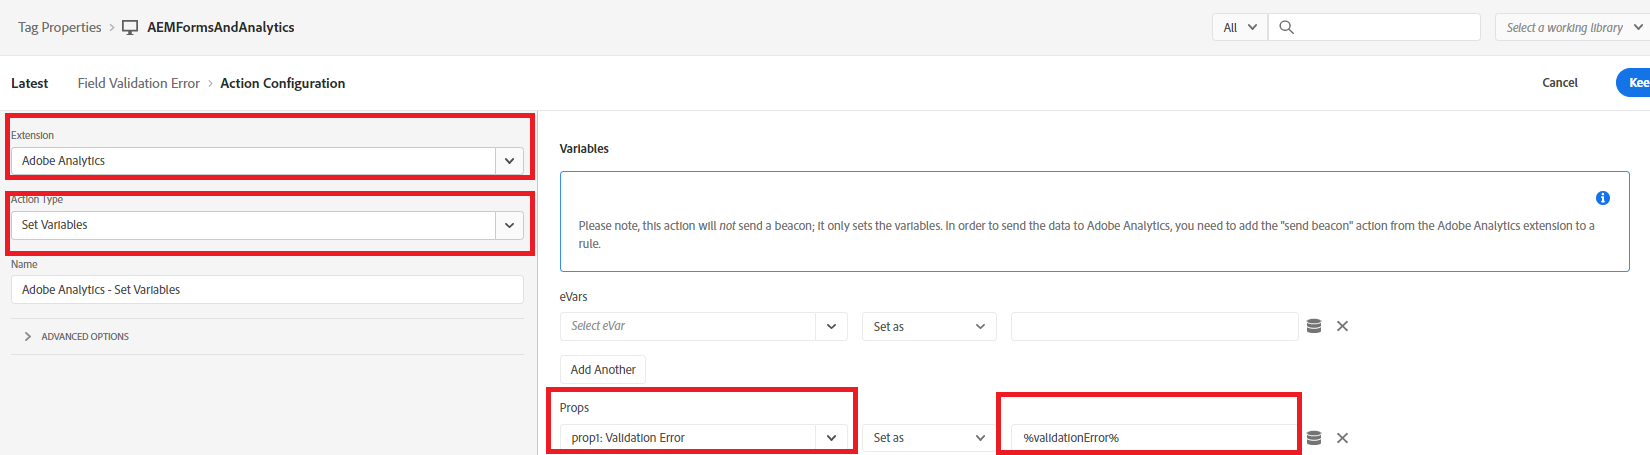 Tag Properties > AEMFormsAndAnalytics
All
Select a working library
Latest Field Validation Error > Action Configuration
Cancel
Kee
Extension
Adobe Analytics
Action Type
Set Variables
Name
Adobe Analytics - Set Variables
ADVANCED OPTIONS
Variables
Please note, this action will not send a beacon; it only sets the variables. In order to send the data to Adobe Analytics, you need to add the "send beacon" action from the Adobe Analytics extension to a
rule.
eVars
Select eVar Set as
Add Another
Props
prop1: Validation Error Set as %validationError%